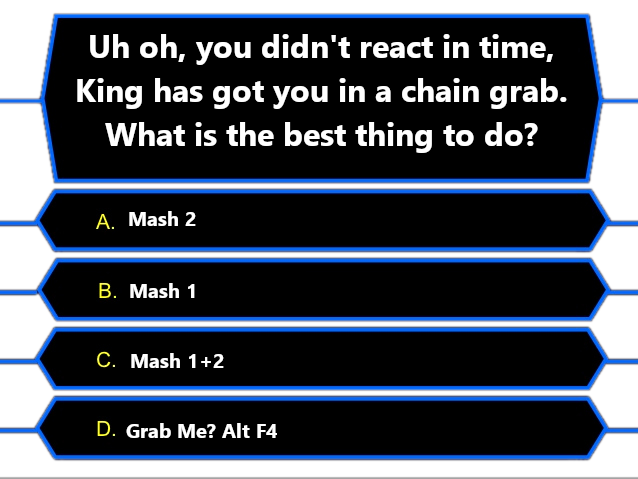 Uh oh, you didn't react in time,
King has got you in a chain grab.
What is the best thing to do?
A. Mash 2
B. Mash 1
C. Mash 1+2
D. Grab Me? Alt F4